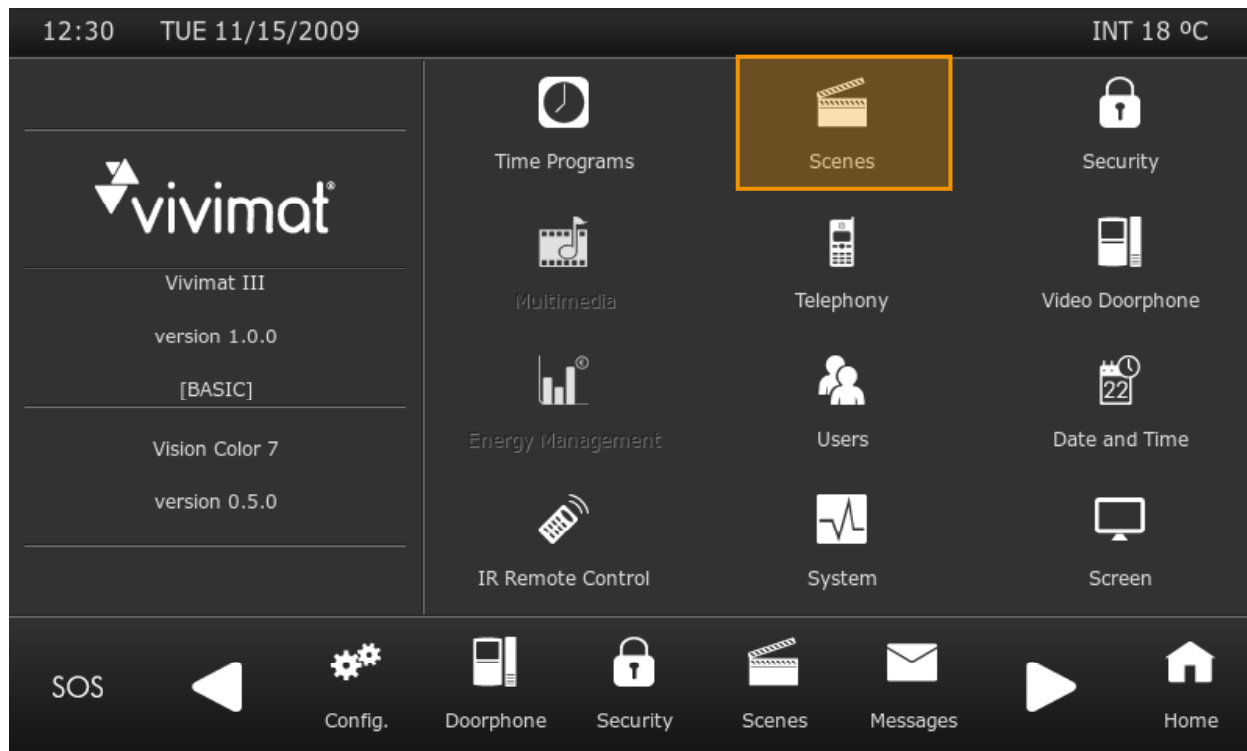 12:30 TUE 11/15/2009 INT 18 ºC
vivimat®
Vivimat III
version 1.0.0
[BASIC]
Vision Color 7
version 0.5.0
Time Programs
Scenes
Security
Multimedia
Telephony
Video Doorphone
€
22
Energy Management
Users
Date and Time
IR Remote Control
System
Screen
SOS
Config.
Doorphone
Security
Scenes
Messages
Home